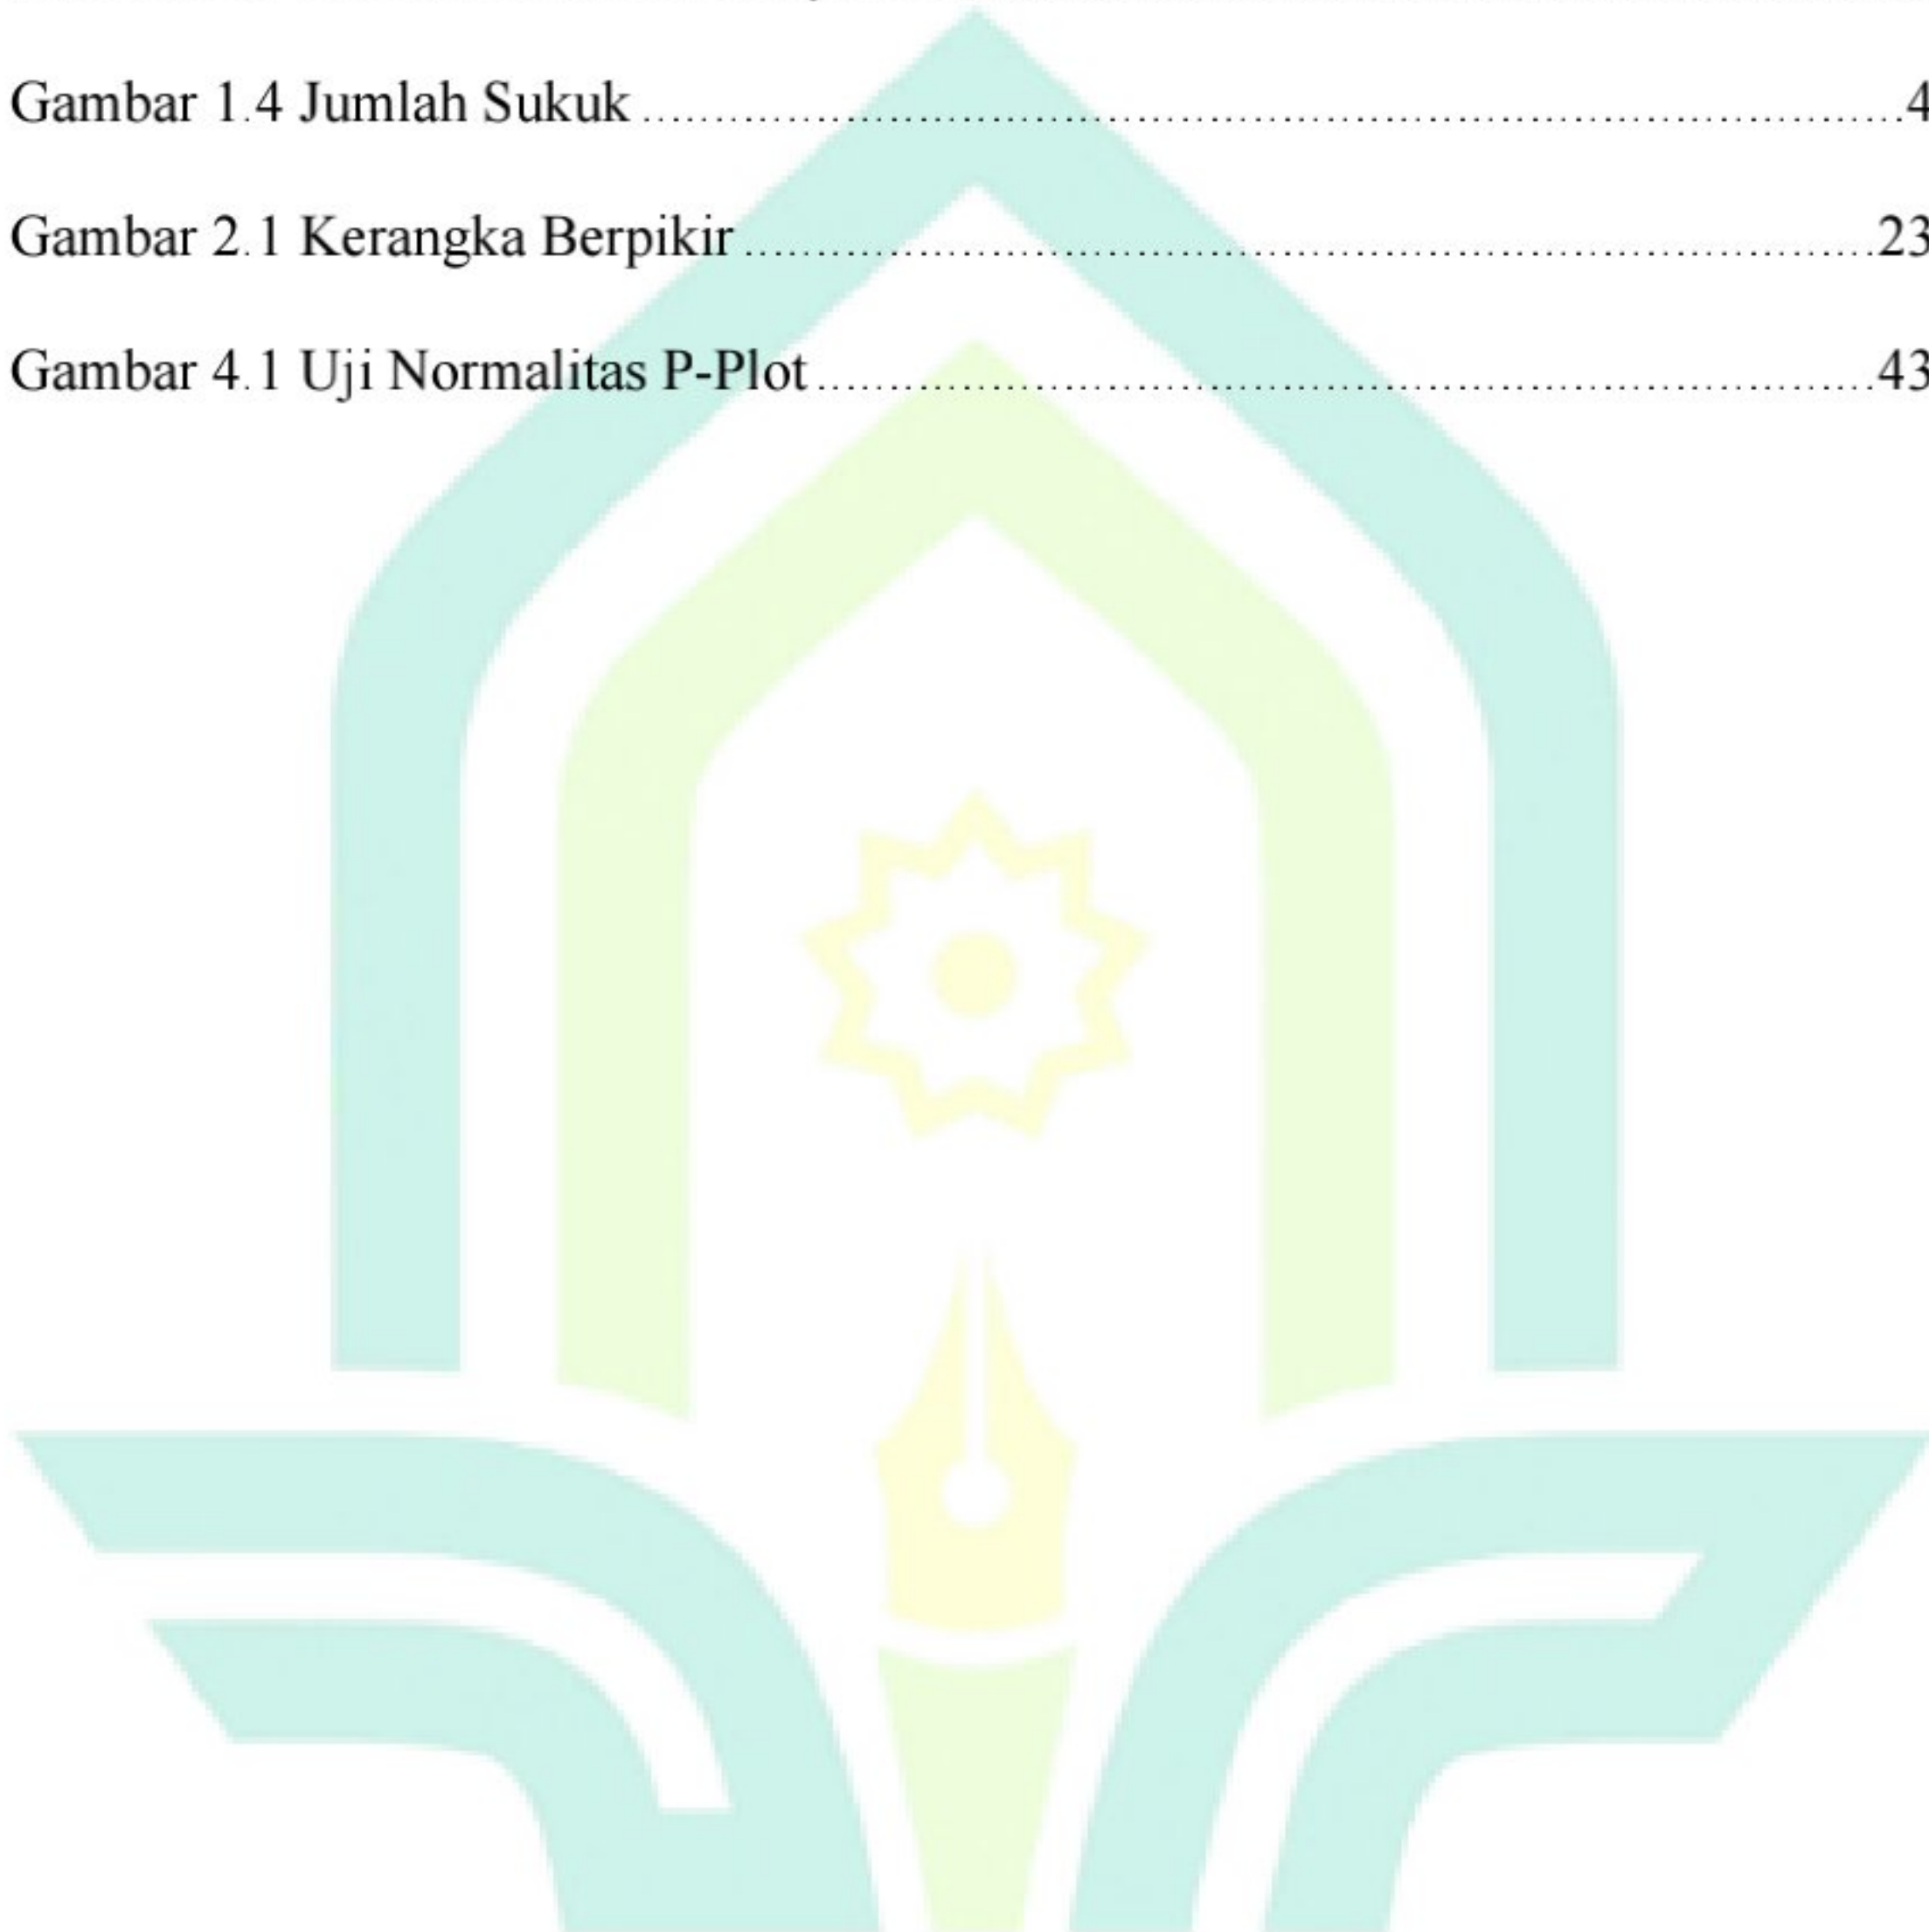 Gambar 1.4 Jumlah Sukuk ........................................................................................ 4
Gambar 2.1 Kerangka Berpikir ............................................................................... 23
Gambar 4.1 Uji Normalitas P-Plot .......................................................................... 43